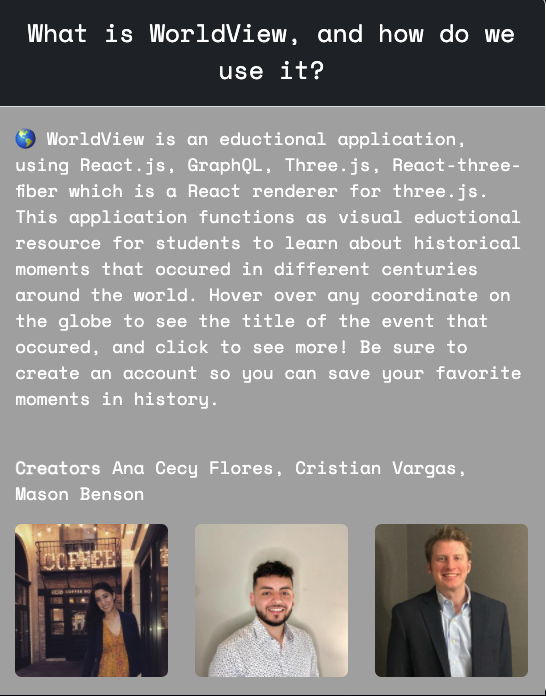 What is WorldView, and how do we
use it?
🌎 WorldView is an eductional application,
using React.js, GraphQL, Three.js, React-three-
fiber which is a React renderer for three.js.
This application functions as visual eductional
resource for students to learn about historical
moments that occured in different centuries
around the world. Hover over any coordinate on
the globe to see the title of the event that
occured, and click to see more! Be sure to
create an account so you can save your favorite
moments in history.
Creators Ana Cecy Flores, Cristian Vargas,
Mason Benson
COFFEE